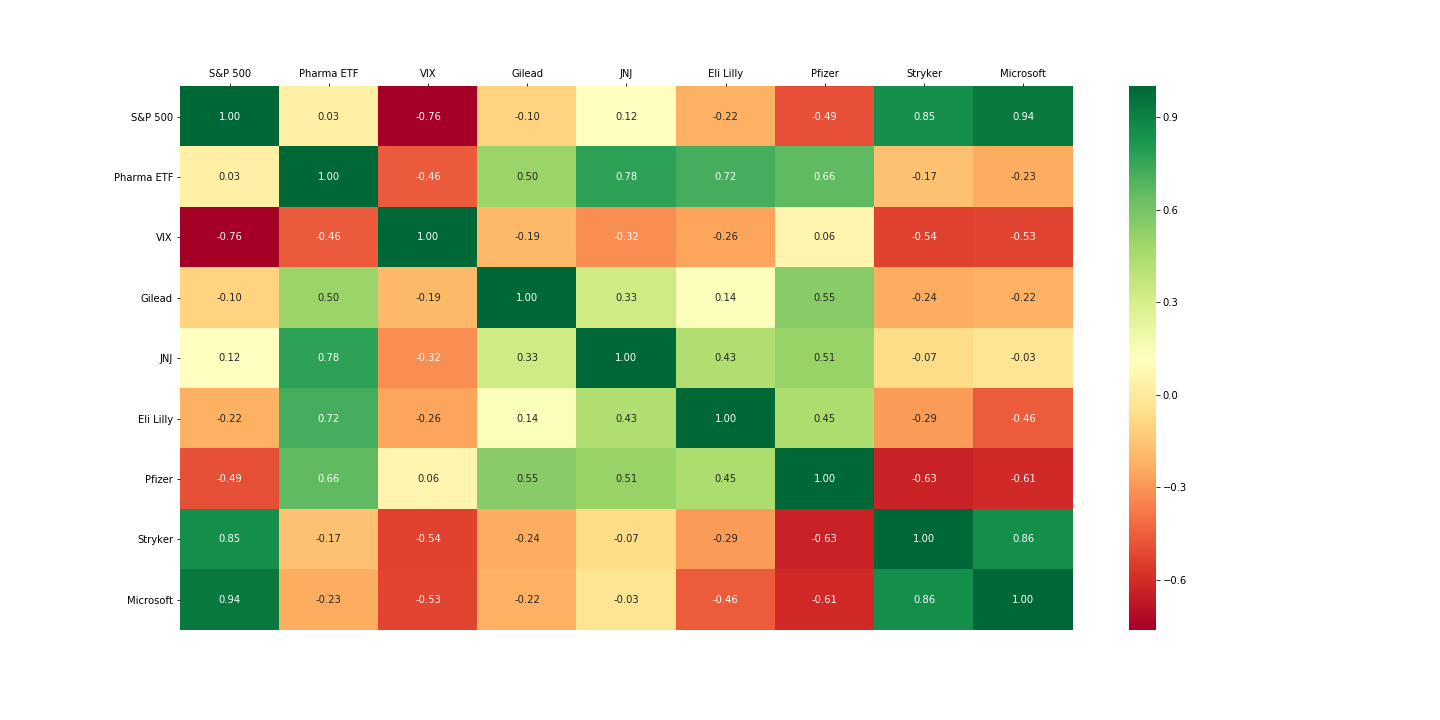 S&P 500 Pharma ETF VIX Gilead JNJ Eli Lilly Pfizer Stryker Microsoft
S&P 500 1.00 0.03 -0.76 -0.10 0.12 -0.22 -0.49 0.85 0.94 0.9
Pharma ETF 0.03 1.00 -0.46 0.50 0.78 0.72 0.66 -0.17 -0.23
0.6
VIX -0.76 -0.46 1.00 -0.19 -0.32 -0.26 0.06 -0.54 -0.53
Gilead -0.10 0.50 -0.19 1.00 0.33 0.14 0.55 -0.24 -0.22 0.3
JNJ 0.12 0.78 -0.32 0.33 1.00 0.43 0.51 -0.07 -0.03
0.0
Eli Lilly -0.22 0.72 -0.26 0.14 0.43 1.00 0.45 -0.29 -0.46
Pfizer -0.49 0.66 0.06 0.55 0.51 0.45 1.00 -0.63 -0.61 −0.3
Stryker 0.85 -0.17 -0.54 -0.24 -0.07 -0.29 -0.63 1.00 0.86
−0.6
Microsoft 0.94 -0.23 -0.53 -0.22 -0.03 -0.46 -0.61 0.86 1.00